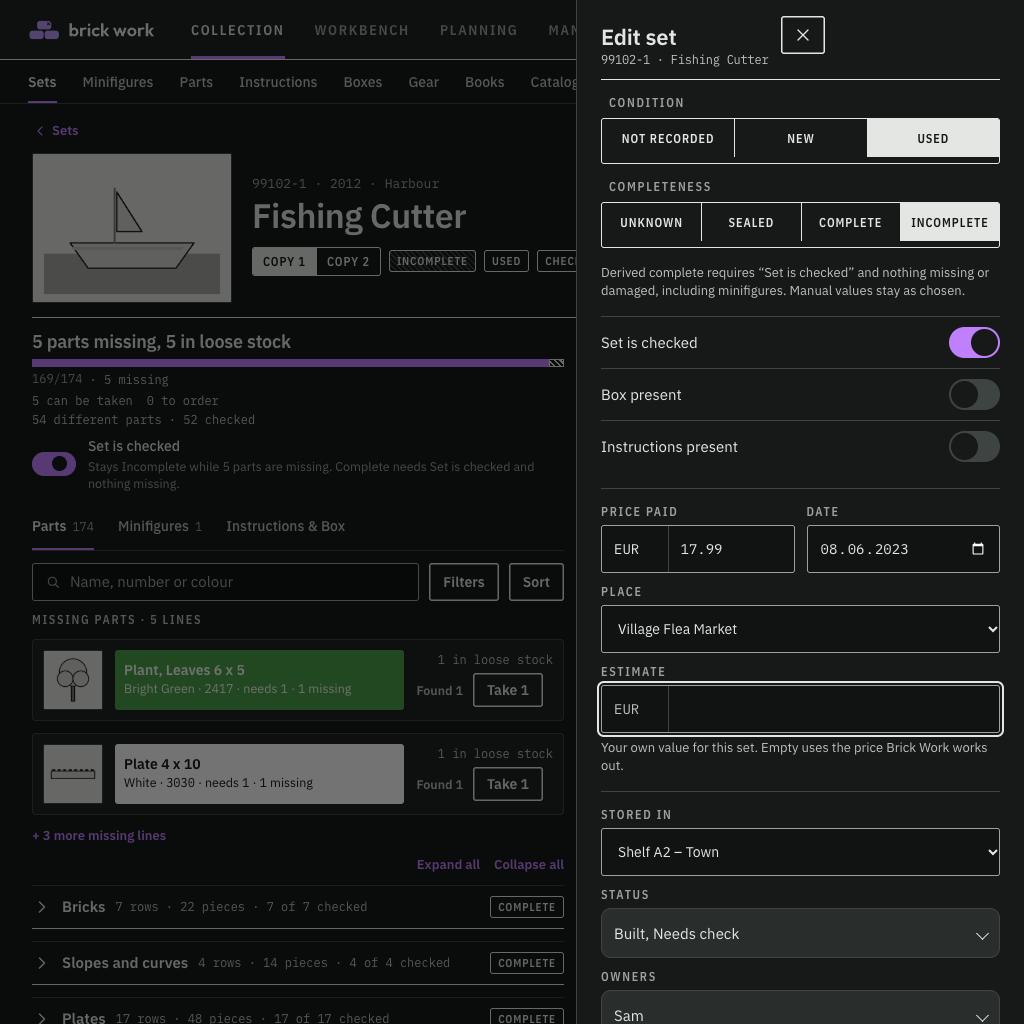 brick work
COLLECTION
WORKBENCH
PLANNING
Sets
Minifigures
Parts
Instructions
Boxes
Gear
Books
Sets
99102-1 · 2012 · Harbour
Fishing Cutter
COPY 1
COPY 2
INCOMPLETE
USED
5 parts missing, 5 in loose stock
169/174 · 5 missing
5 can be taken 0 to order
54 different parts · 52 checked
Set is checked
Stays Incomplete while 5 parts are missing. Complete needs Set is checked and
nothing missing.
Parts 174
Minifigures 1
Instructions & Box
Name, number or colour
Filters
Sort
MISSING PARTS · 5 LINES
Plant, Leaves 6 x 5
Bright Green · 2417 · needs 1 · 1 missing
1 in loose stock
Found 1
Take 1
Plate 4 x 10
White · 3030 · needs 1 · 1 missing
1 in loose stock
Found 1
Take 1
+ 3 more missing lines
Expand all
Collapse all
Bricks 7 rows · 22 pieces · 7 of 7 checked
COMPLETE
Slopes and curves 4 rows · 14 pieces · 4 of 4 checked
COMPLETE
Plates 17 rows · 48 pieces · 17 of 17 checked
COMPLETE
Edit set
99102-1 · Fishing Cutter
CONDITION
NOT RECORDED
NEW
USED
COMPLETENESS
UNKNOWN
SEALED
COMPLETE
INCOMPLETE
Derived complete requires “Set is checked” and nothing missing or
damaged, including minifigures. Manual values stay as chosen.
Set is checked
Box present
Instructions present
PRICE PAID
EUR
17.99
DATE
08.06.2023
PLACE
Village Flea Market
ESTIMATE
EUR
Your own value for this set. Empty uses the price Brick Work works
out.
STORED IN
Shelf A2 – Town
STATUS
Built, Needs check
OWNERS
Sam